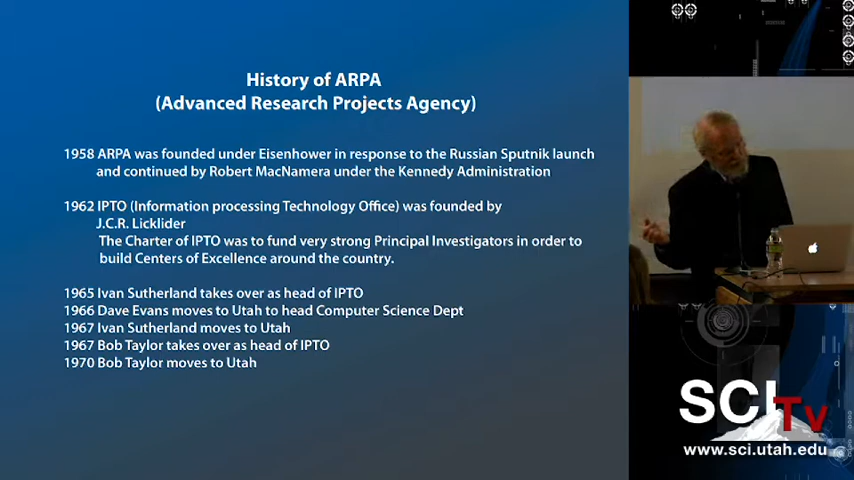 History of ARPA
(Advanced Research Projects Agency)
1958 ARPA was founded under Eisenhower in response to the Russian Sputnik launch
and continued by Robert MacNamera under the Kennedy Administration
1962 IPTO (Information processing Technology Office) was founded by
J.C.R. Licklider
The Charter of IPTO was to fund very strong Principal Investigators in order to
build Centers of Excellence around the country.
1965 Ivan Sutherland takes over as head of IPTO
1966 Dave Evans moves to Utah to head Computer Science Dept
1967 Ivan Sutherland moves to Utah
1967 Bob Taylor takes over as head of IPTO
1970 Bob Taylor moves to Utah
SCI Tv
www.sci.utah.edu